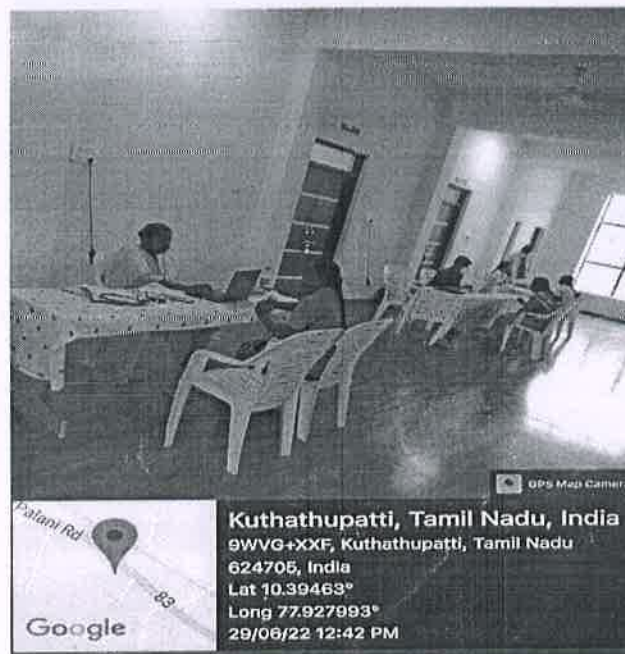 GPS Map Camera
Palani Rd
83
Google
Kuthathupatti, Tamil Nadu, India
9WVG+XXF, Kuthathupatti, Tamil Nadu
624705, India
Lat 10.39463°
Long 77.927993°
29/06/22 12:42 PM